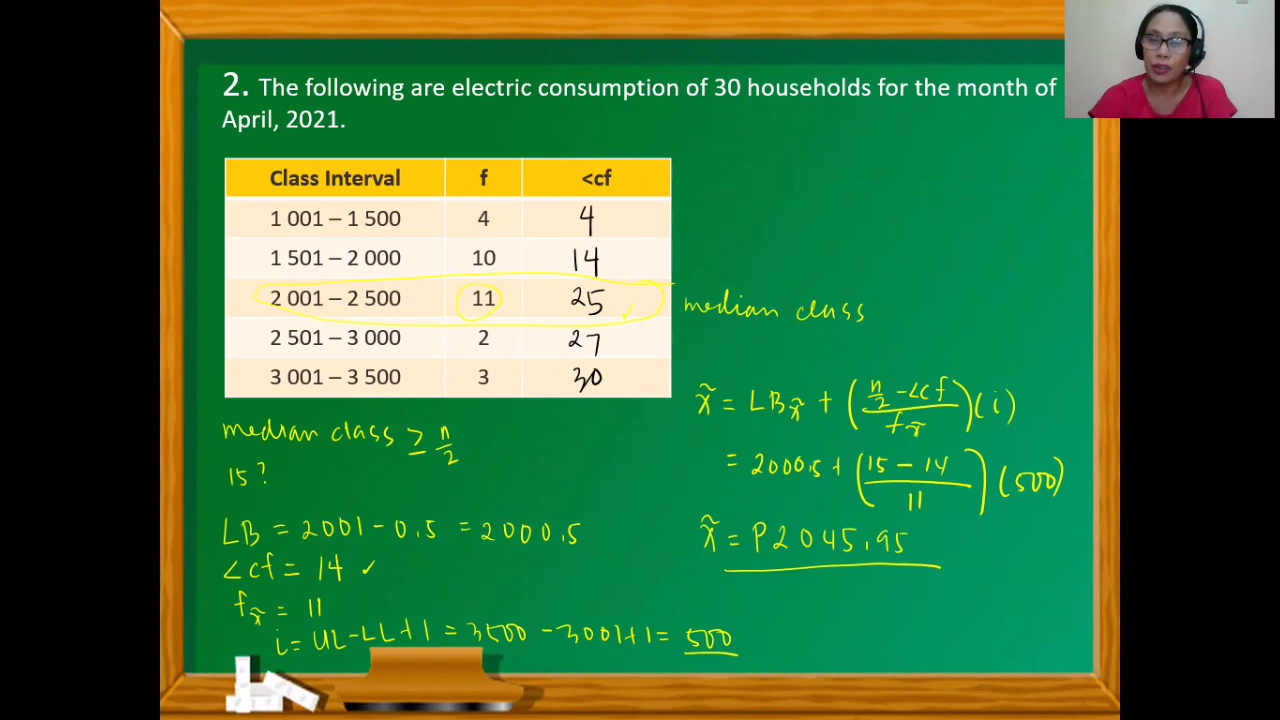 2. The following are electric consumption of 30 households for the month of
April, 2021.
Class Interval f <cf
1 001 – 1 500 4 4
1 501 – 2 000 10 14
2 001 – 2 500 11 25 ✓
2 501 – 3 000 2 27
3 001 – 3 500 3 30
median class
median class ≥ n/2
15?
LB = 2001 - 0.5 = 2000.5
<cf = 14 ✓
f_x̃ = 11
i = UL - LL + 1 = 3500 - 3001 + 1 = 500
x̃ = LB_x̃ + ((n/2 - <cf)/f_x̃)(i)
= 2000.5 + ((15 - 14)/11)(500)
x̃ = P2045.95